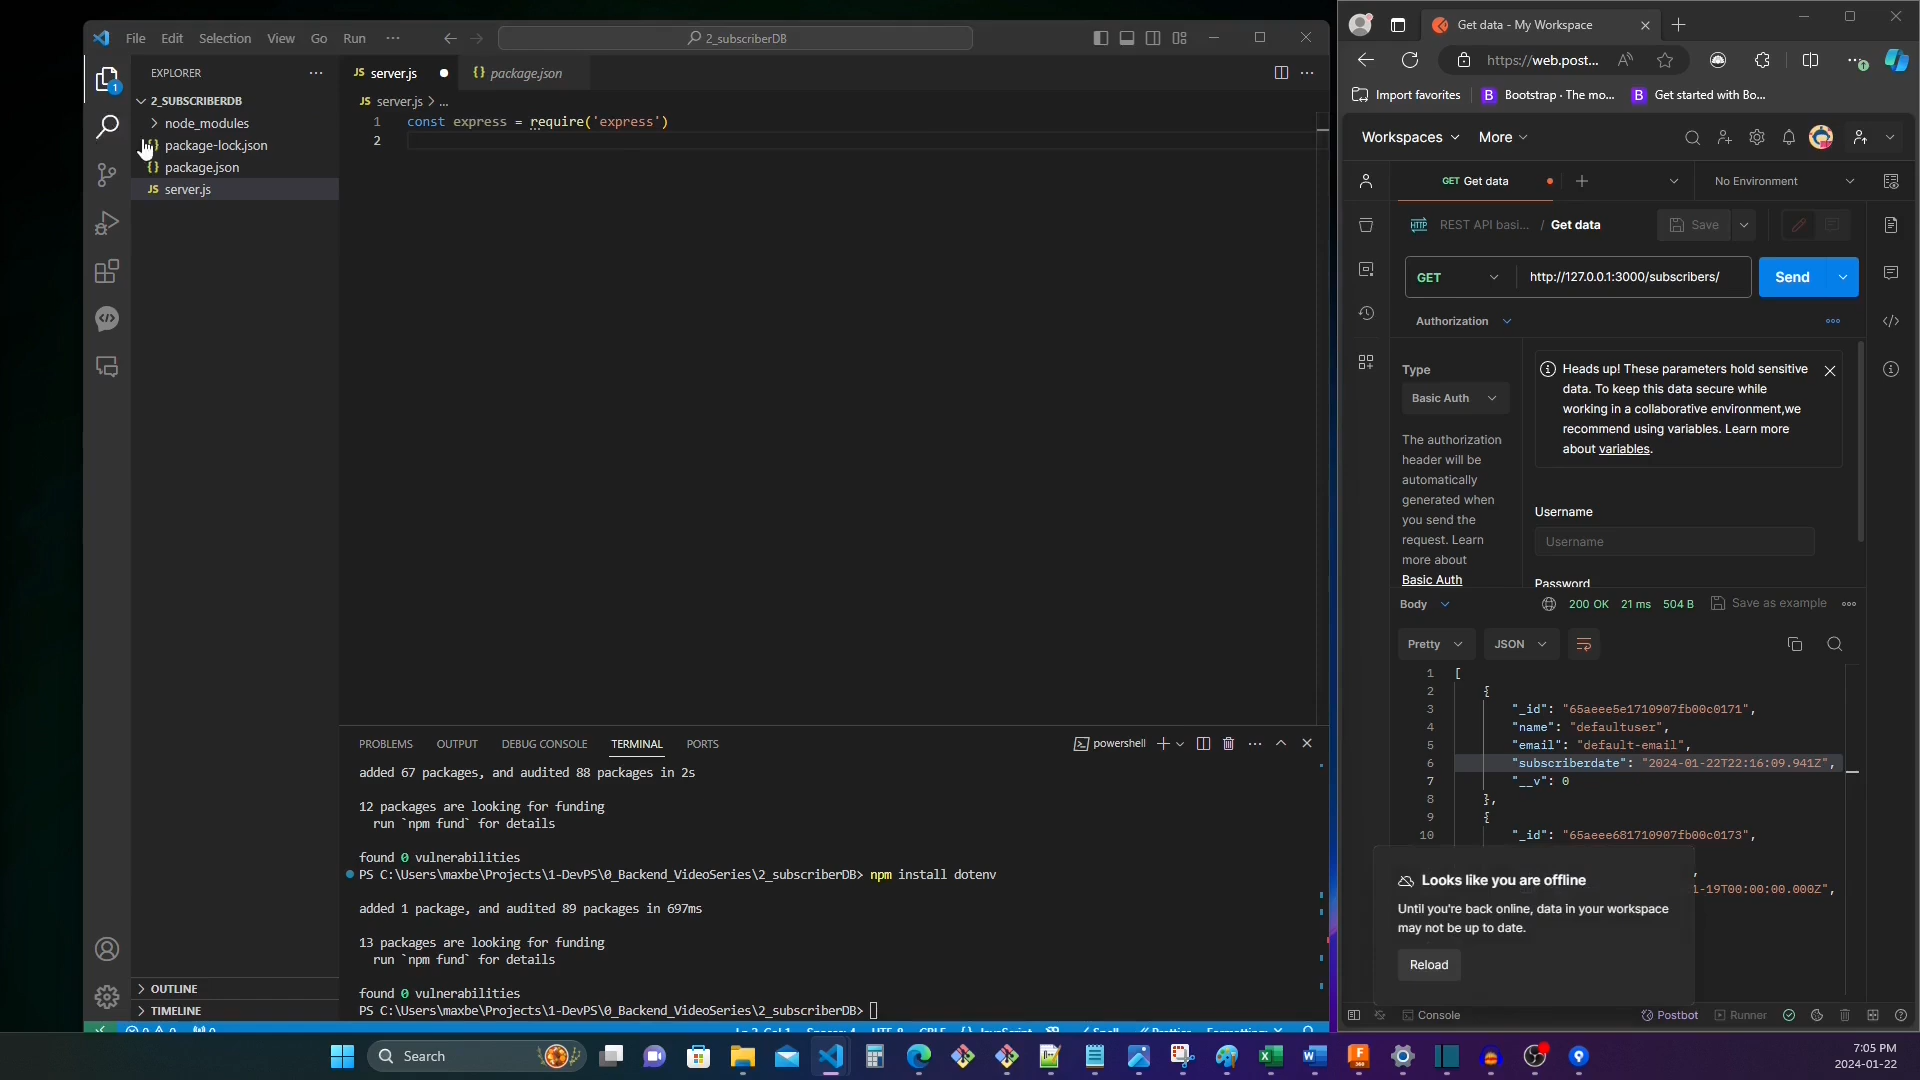 File Edit Selection View Go Run ···
2_subscriberDB
EXPLORER
2_SUBSCRIBERDB
node_modules
{} package-lock.json
{} package.json
JS server.js
OUTLINE
TIMELINE
1
JS server.js
{} package.json
JS server.js > ...
1 const express = require('express')
2
PROBLEMS OUTPUT DEBUG CONSOLE TERMINAL PORTS
powershell
added 67 packages, and audited 88 packages in 2s
12 packages are looking for funding
run `npm fund` for details
found 0 vulnerabilities
PS C:\Users\maxbe\Projects\1-DevPS\0_Backend_VideoSeries\2_subscriberDB> npm install dotenv
added 1 package, and audited 89 packages in 697ms
13 packages are looking for funding
run `npm fund` for details
found 0 vulnerabilities
PS C:\Users\maxbe\Projects\1-DevPS\0_Backend_VideoSeries\2_subscriberDB>
Get data - My Workspace
https://web.post...
Import favorites
B Bootstrap · The mo...
B Get started with Bo...
Workspaces More
GET Get data
No Environment
HTTP REST API basi... / Get data
Save
GET http://127.0.0.1:3000/subscribers/ Send
Authorization
Type
Basic Auth
The authorization
header will be
automatically
generated when
you send the
request. Learn
more about
Basic Auth
Heads up! These parameters hold sensitive
data. To keep this data secure while
working in a collaborative environment,we
recommend using variables. Learn more
about variables.
Username
Username
Password
Body 200 OK 21 ms 504 B Save as example
Pretty JSON
1 [
2 {
3 "_id": "65aeee5e1710907fb00c0171",
4 "name": "defaultuser",
5 "email": "default-email",
6 "subscriberdate": "2024-01-22T22:16:09.941Z",
7 "__v": 0
8 },
9 {
10 "_id": "65aeee681710907fb00c0173",
,
1-19T00:00:00.000Z",
Looks like you are offline
Until you're back online, data in your workspace
may not be up to date.
Reload
Console
Postbot
Runner
Search
7:05 PM
2024-01-22